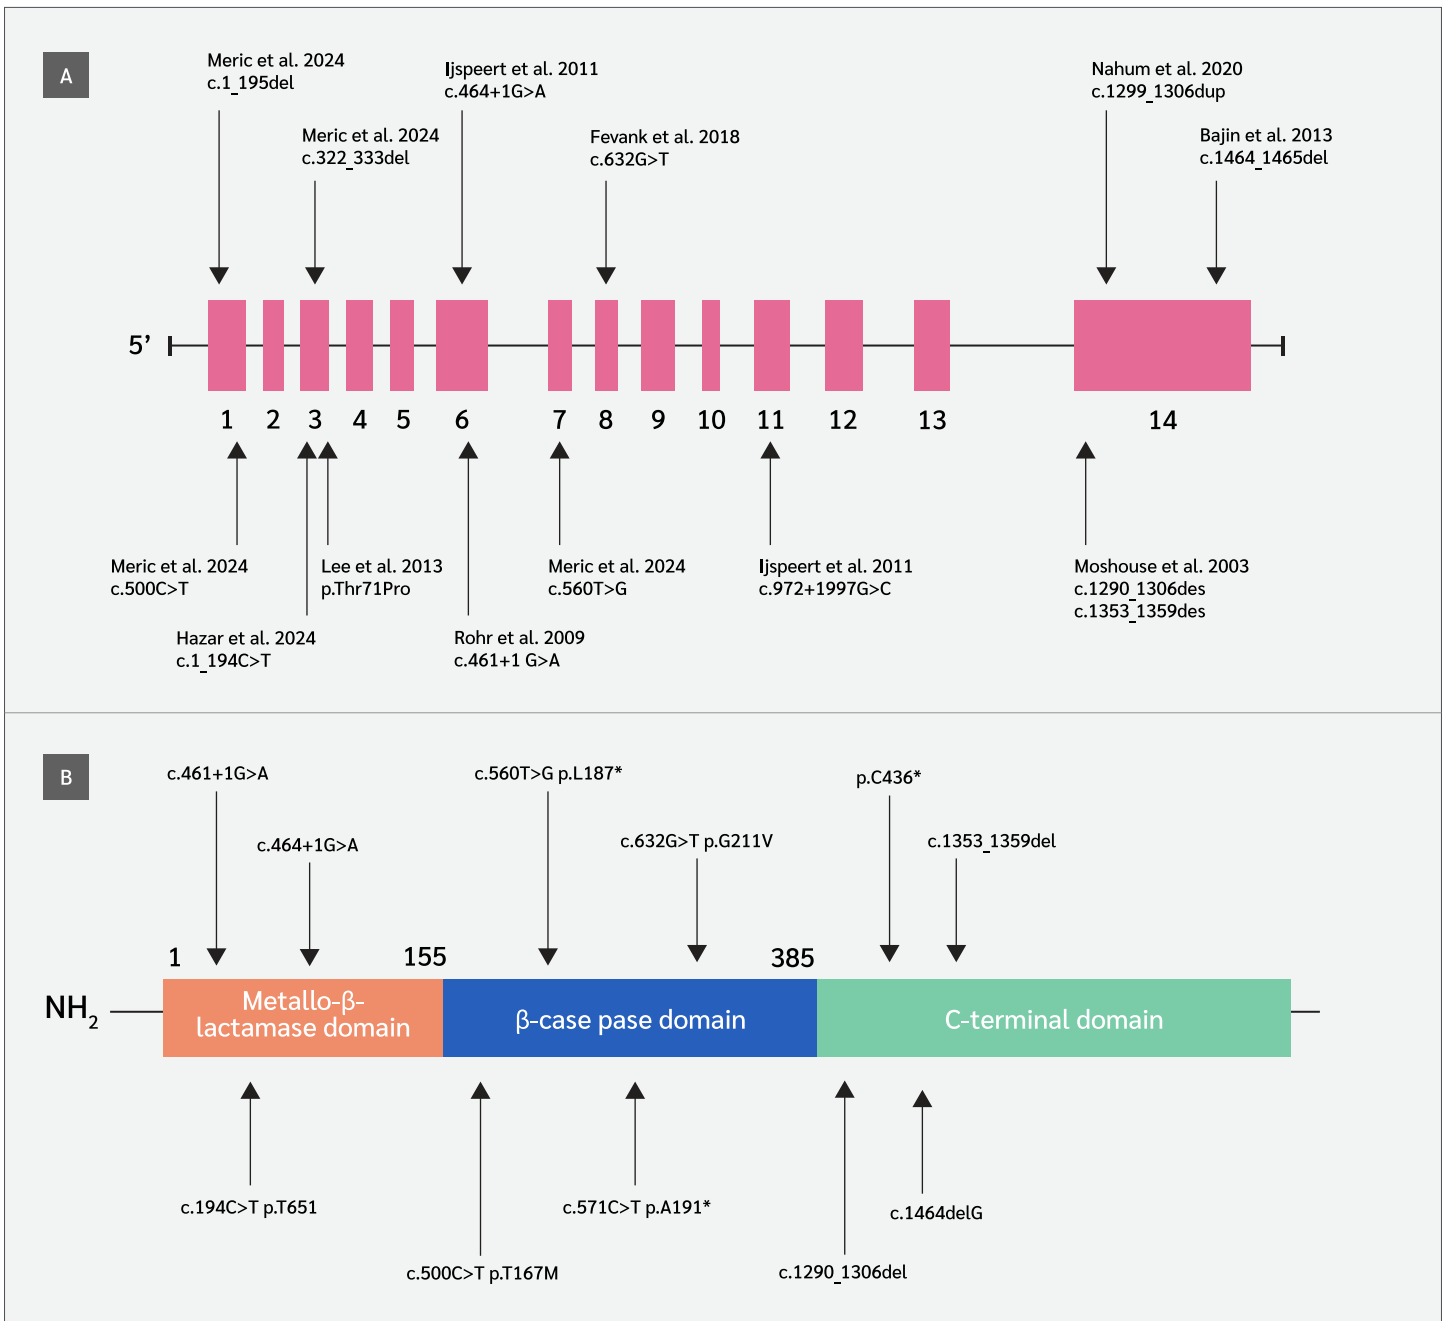 A
Meric et al. 2024
c.1_195del
Ijspeert et al. 2011
c.464+1G>A
Nahum et al. 2020
c.1299_1306dup
Meric et al. 2024
c.322_333del
Fevank et al. 2018
c.632G>T
Bajin et al. 2013
c.1464_1465del
5’
1 2 3 4 5 6 7 8 9 10 11 12 13 14
Meric et al. 2024
c.500C>T
Lee et al. 2013
p.Thr71Pro
Meric et al. 2024
c.560T>G
Ijspeert et al. 2011
c.972+1997G>C
Moshouse et al. 2003
c.1290_1306des
c.1353_1359des
Hazar et al. 2024
c.1_194C>T
Rohr et al. 2009
c.461+1 G>A
B
c.461+1G>A
c.560T>G p.L187*
p.C436*
c.464+1G>A
c.632G>T p.G211V
c.1353_1359del
1 155 385
NH2
Metallo-β-
lactamase domain
β-case pase domain
C-terminal domain
c.194C>T p.T651
c.571C>T p.A191*
c.1464delG
c.500C>T p.T167M
c.1290_1306del